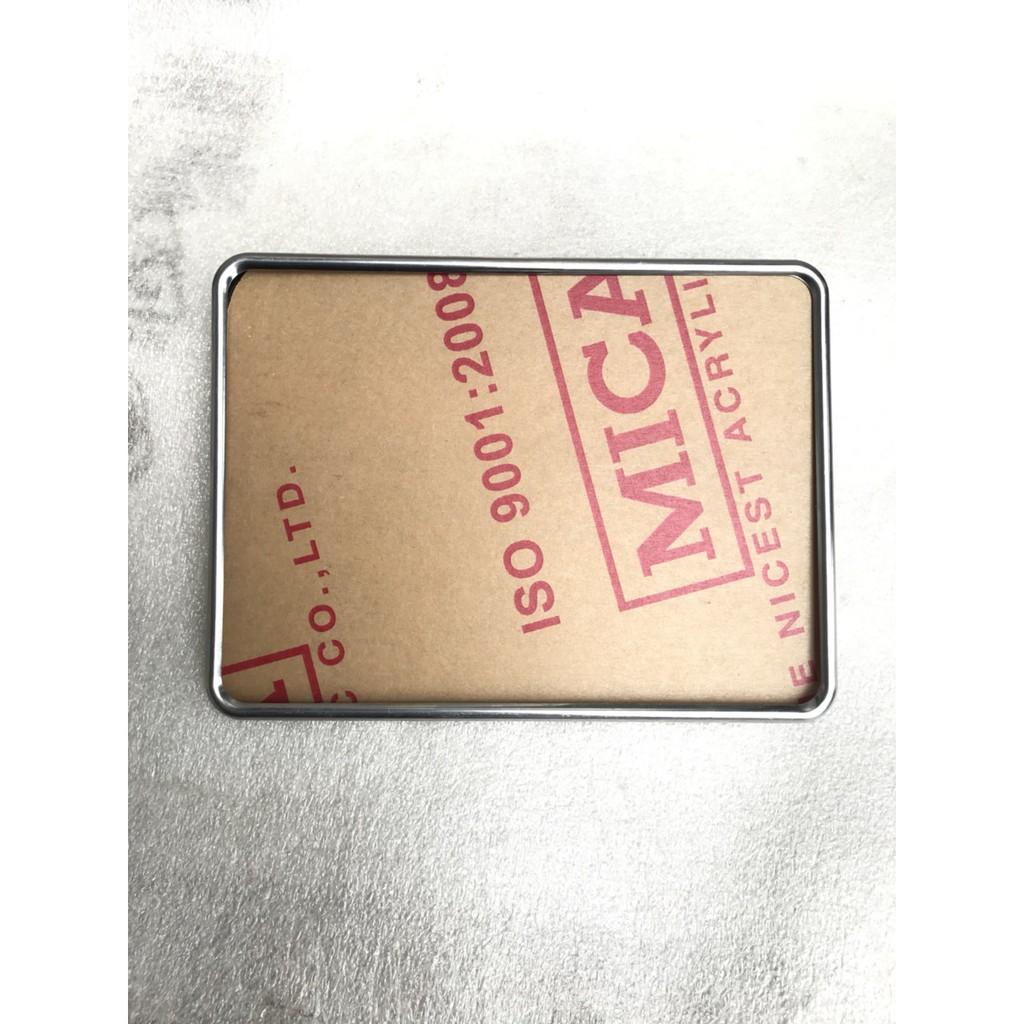 CO.,LTD.
ISO 9001:2008
MICA
NICEST ACRYLI